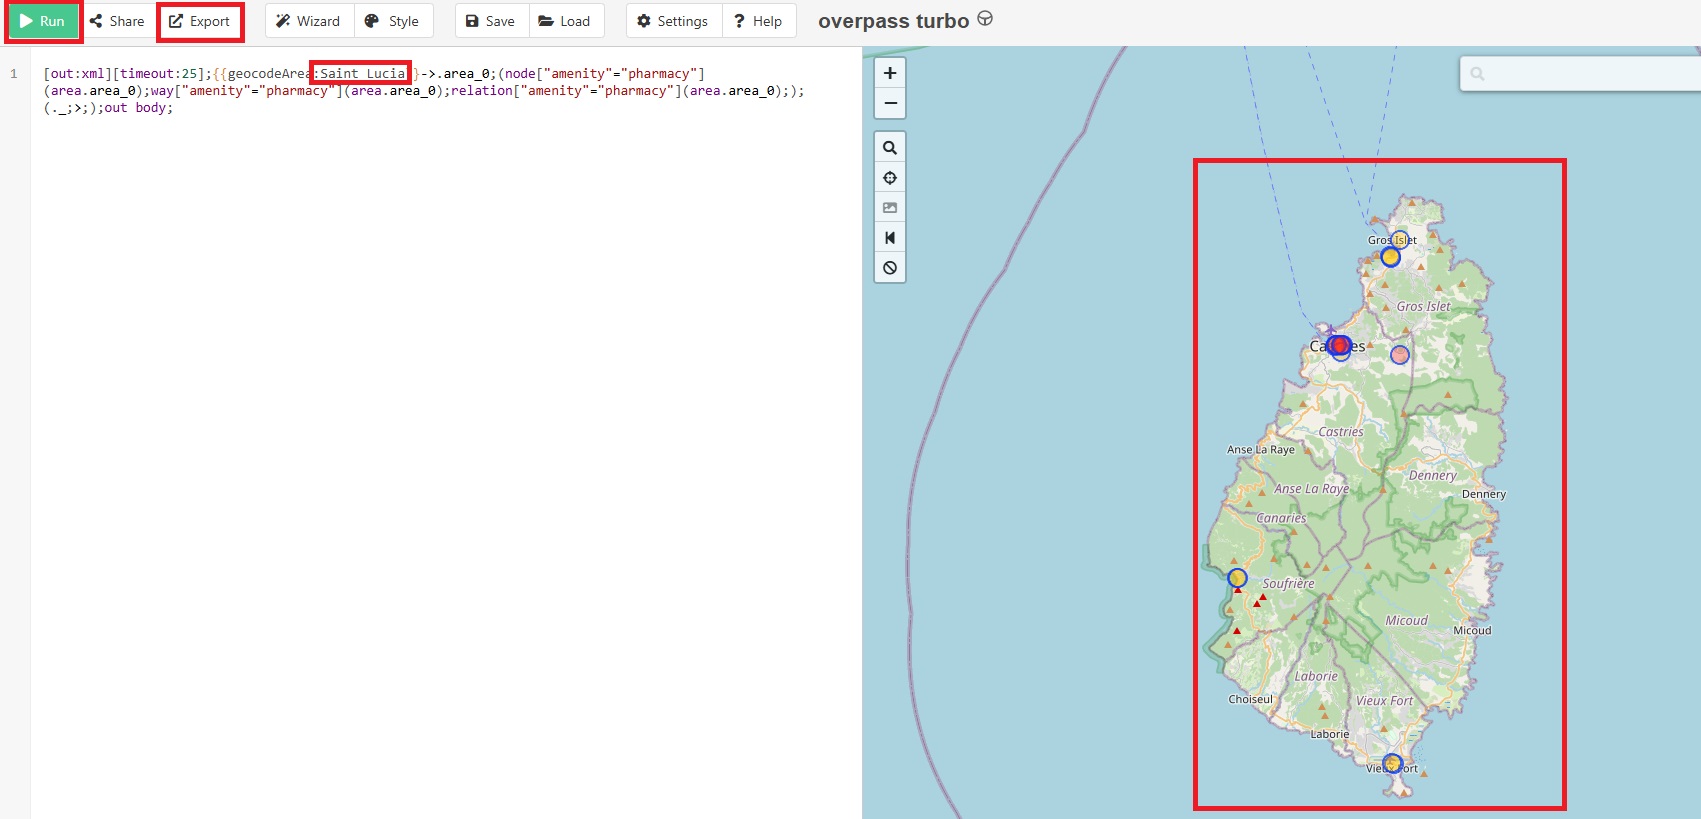 Run Share Export Wizard Style Save Load Settings Help overpass turbo
1 [out:xml][timeout:25];{{geocodeArea:Saint Lucia}}->.area_0;(node["amenity"="pharmacy"]
(area.area_0);way["amenity"="pharmacy"](area.area_0);relation["amenity"="pharmacy"](area.area_0););
(._;>;);out body;
+
−
Gros Islet
Gros Islet
Castries
Anse La Raye
Dennery
Anse La Raye
Dennery
Canaries
Soufrière
Micoud
Micoud
Laborie
Choiseul
Vieux Fort
Laborie
Vieux Fort